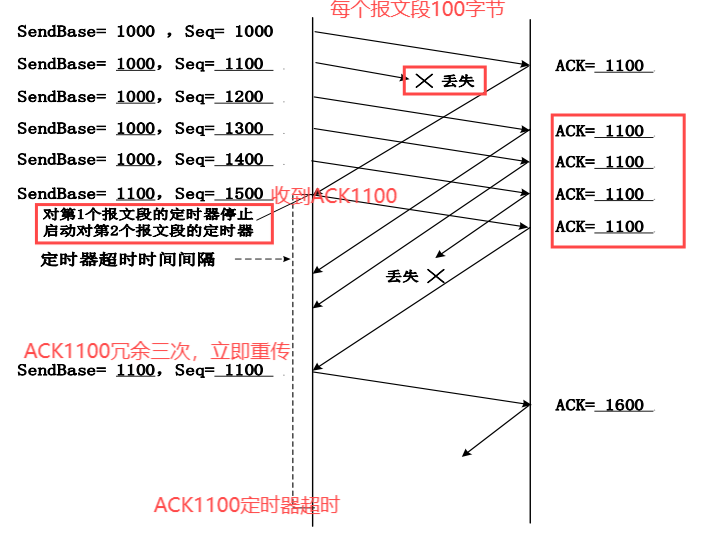 每个报文段100字节
SendBase= 1000 , Seq= 1000
SendBase= 1000, Seq= 1100
ACK= 1100
丢失
SendBase= 1000, Seq= 1200
SendBase= 1000, Seq= 1300
ACK= 1100
SendBase= 1000, Seq= 1400
ACK= 1100
SendBase= 1100, Seq= 1500
收到ACK1100
ACK= 1100
对第1个报文段的定时器停止
启动对第2个报文段的定时器
ACK= 1100
定时器超时时间间隔
丢失
ACK1100冗余三次，立即重传
SendBase= 1100, Seq= 1100
ACK= 1600
ACK1100定时器超时